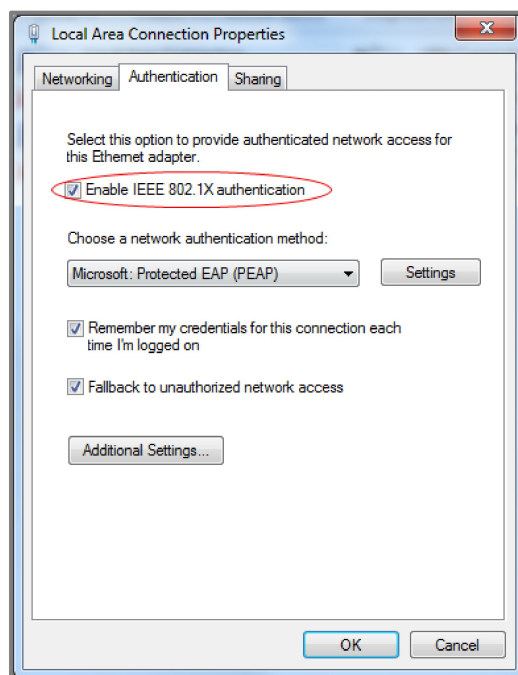 Local Area Connection Properties
Networking
Authentication
Sharing
Select this option to provide authenticated network access for
this Ethernet adapter.
Enable IEEE 802.1X authentication
Choose a network authentication method:
Microsoft: Protected EAP (PEAP)
Settings
Remember my credentials for this connection each
time I'm logged on
Fallback to unauthorized network access
Additional Settings...
OK
Cancel